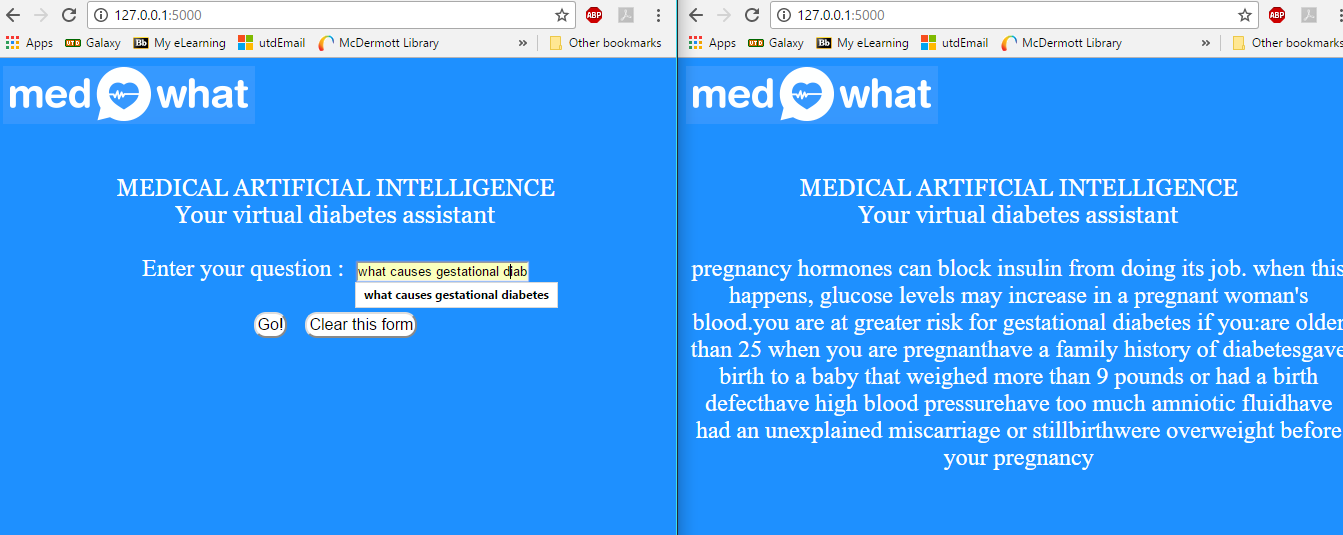 127.0.0.1:5000
ABP
Apps UTD Galaxy Bb My eLearning utdEmail McDermott Library » Other bookmarks
med what
MEDICAL ARTIFICIAL INTELLIGENCE
Your virtual diabetes assistant
Enter your question : what causes gestational diab
what causes gestational diabetes
Go! Clear this form
127.0.0.1:5000
ABP
Apps UTD Galaxy Bb My eLearning utdEmail McDermott Library » Other bookmarks
med what
MEDICAL ARTIFICIAL INTELLIGENCE
Your virtual diabetes assistant
pregnancy hormones can block insulin from doing its job. when this
happens, glucose levels may increase in a pregnant woman's
blood.you are at greater risk for gestational diabetes if you:are older
than 25 when you are pregnanthave a family history of diabetesgave
birth to a baby that weighed more than 9 pounds or had a birth
defecthave high blood pressurehave too much amniotic fluidhave
had an unexplained miscarriage or stillbirthwere overweight before
your pregnancy